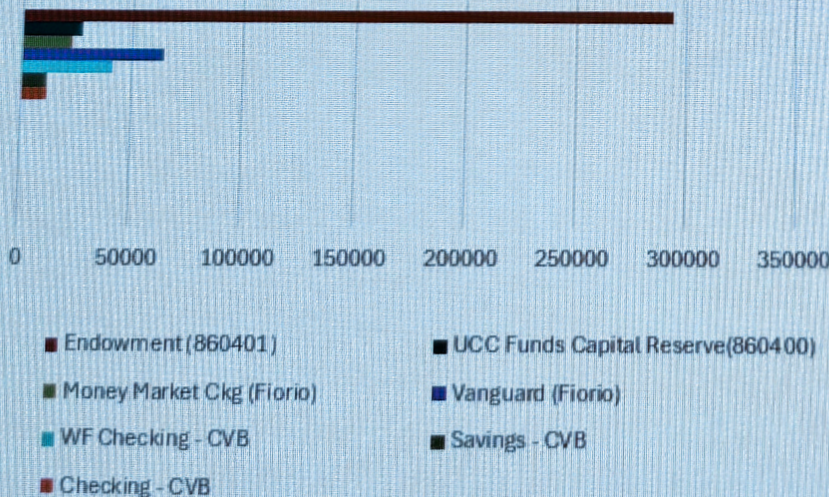 0 50000 100000 150000 200000 250000 300000 350000
Endowment (860401) UCC Funds Capital Reserve(860400)
Money Market Ckg (Fiorio) Vanguard (Fiorio)
WF Checking - CVB Savings - CVB
Checking - CVB